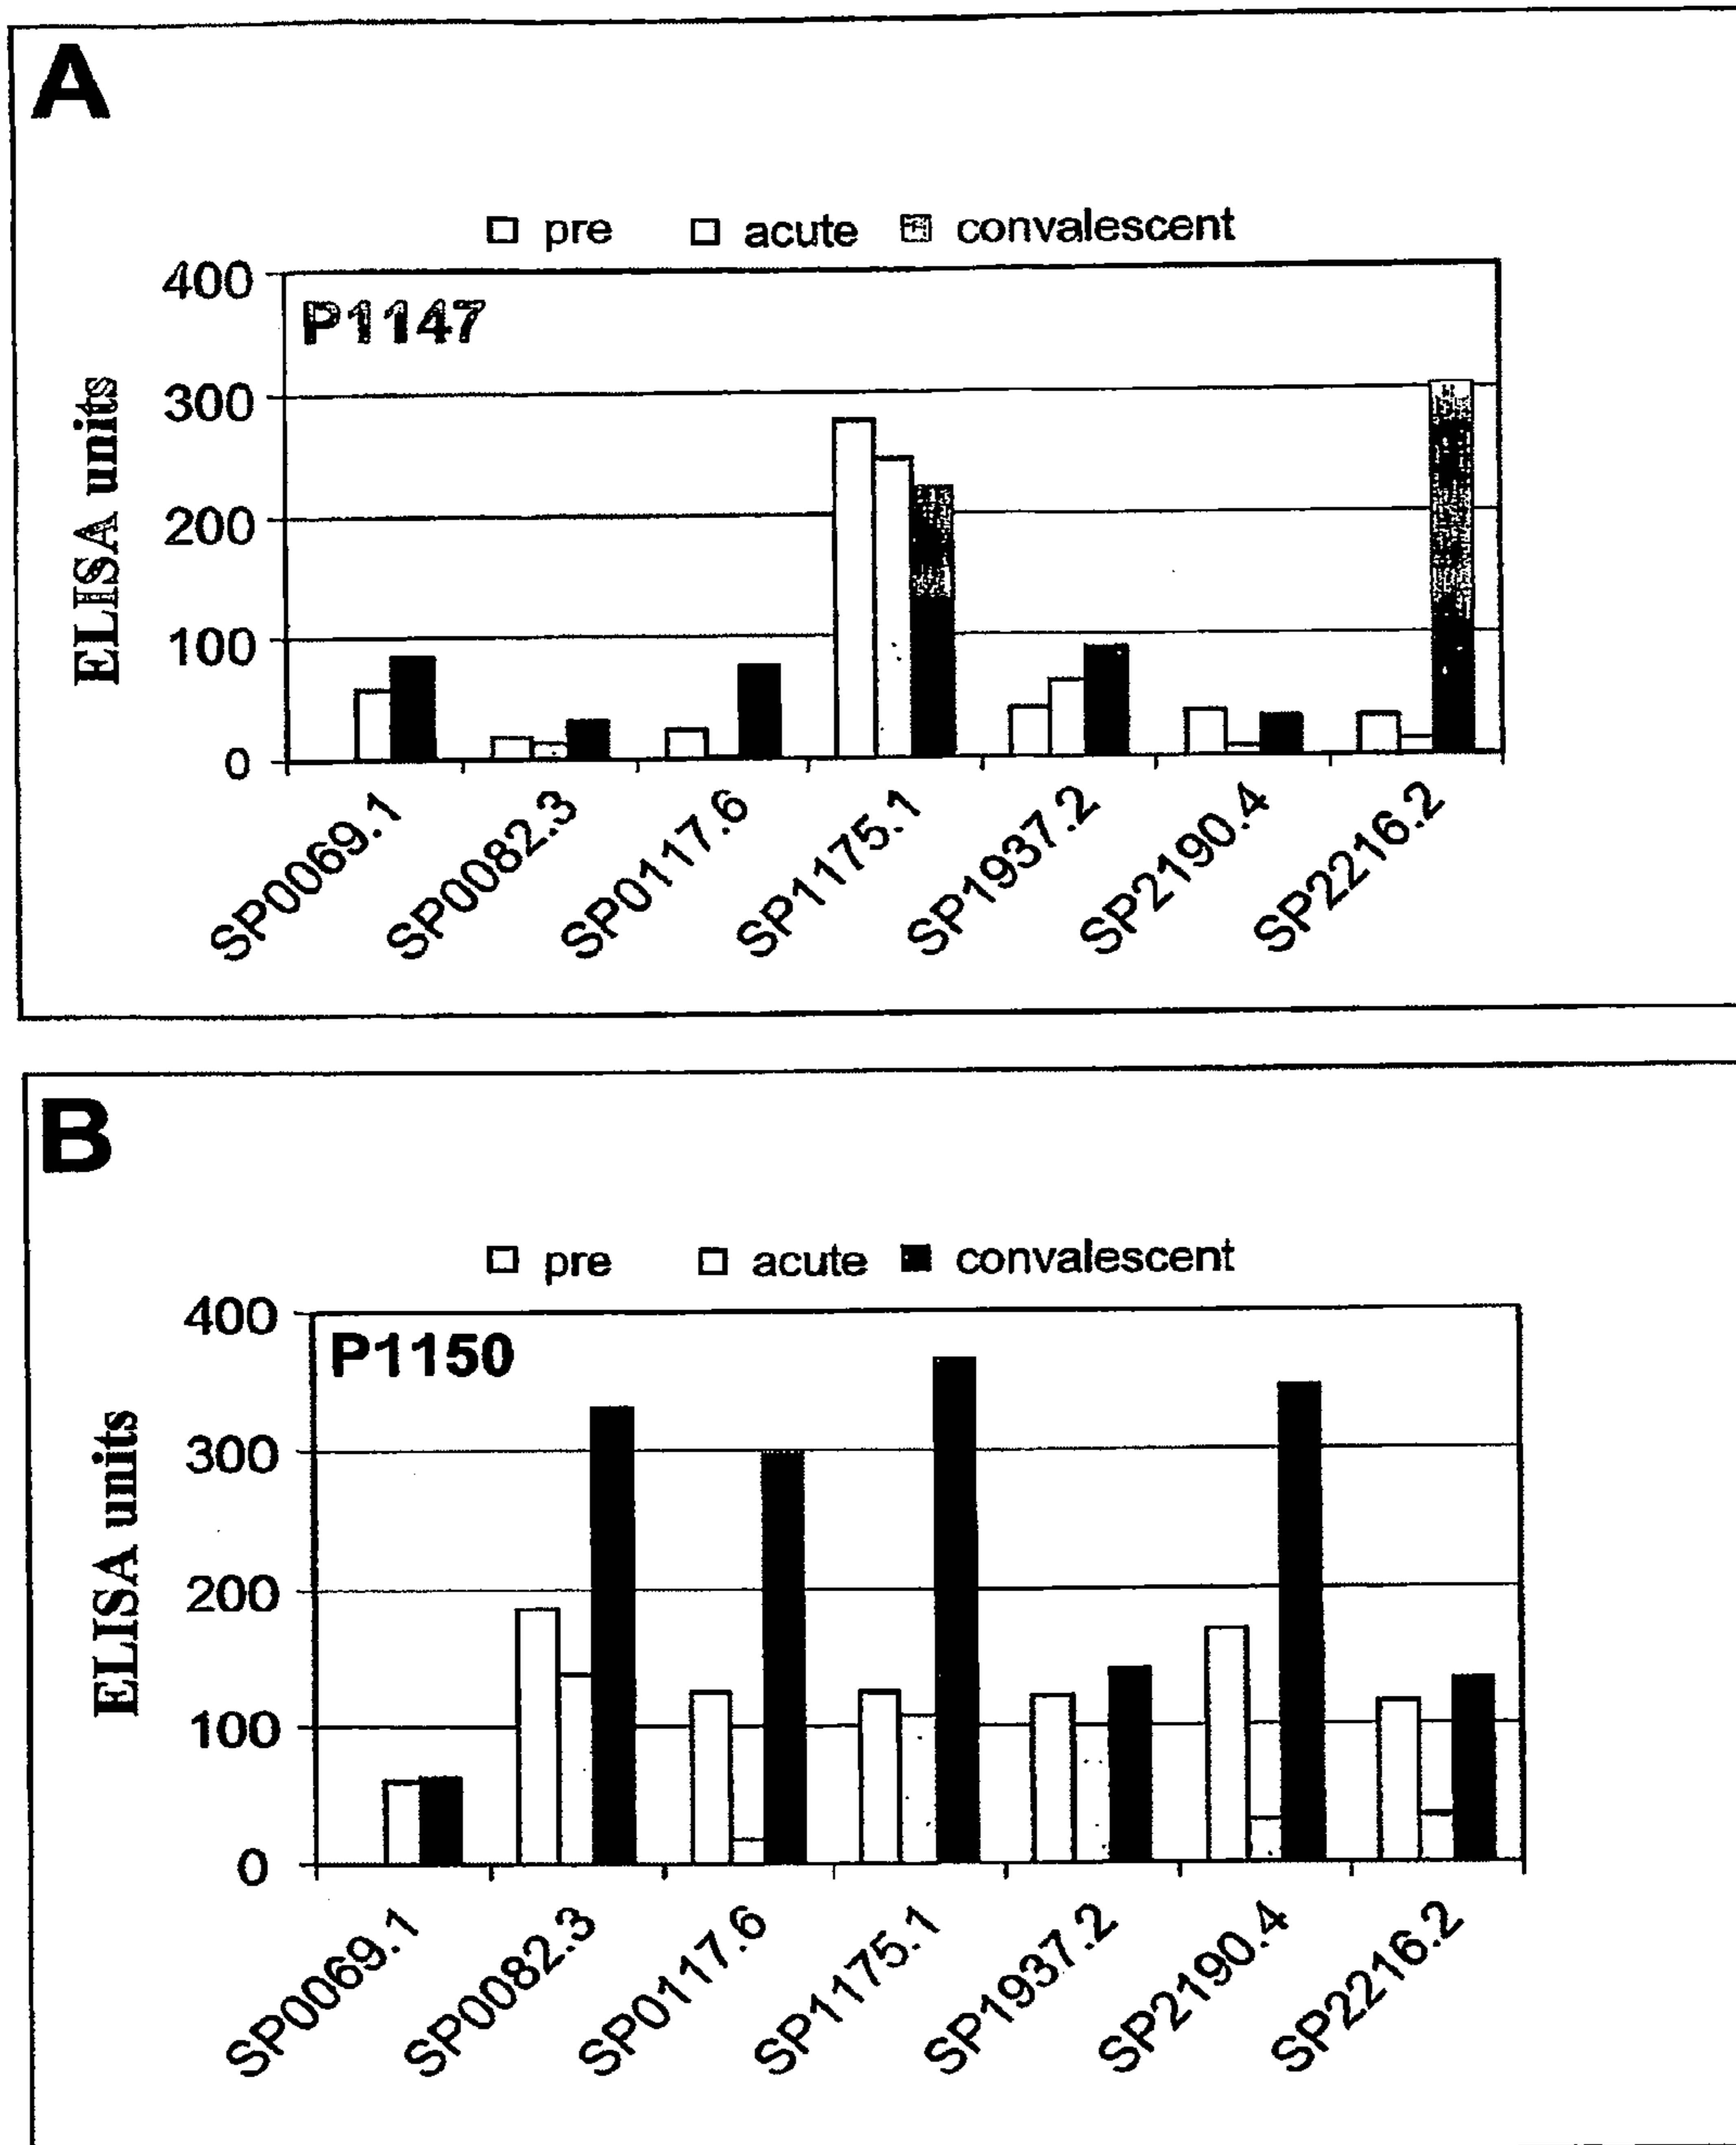 A
pre acute convalescent
400
P1147
300
200
100
0
ELISA units
SP0069.1 SP0082.3 SP0117.6 SP1175.1 SP1937.2 SP2190.4 SP2216.2
B
pre acute convalescent
400
P1150
300
200
100
0
ELISA units
SP0069.1 SP0082.3 SP0117.6 SP1175.1 SP1937.2 SP2190.4 SP2216.2